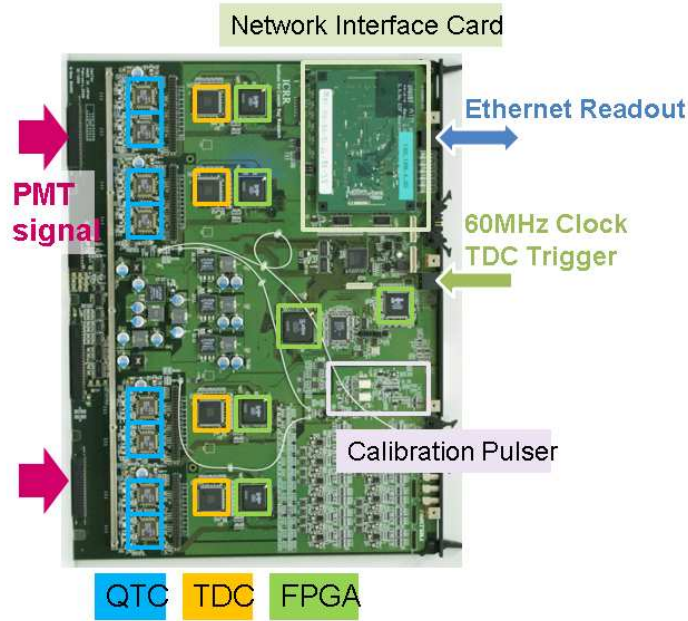 Network Interface Card
ICRR
Ethernet Readout
PMT
signal
60MHz Clock
TDC Trigger
Calibration Pulser
QTC
TDC
FPGA